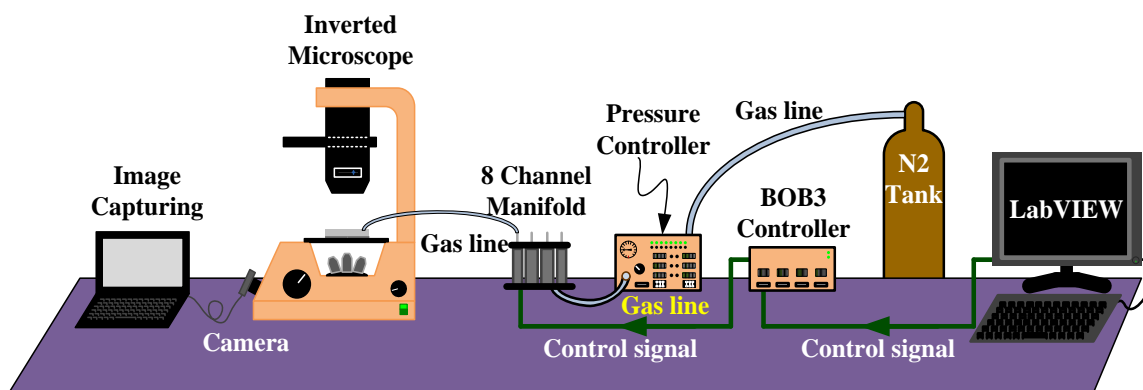 Inverted
Microscope
Image
Capturing
Gas line
8 Channel
Manifold
Pressure
Controller
Gas line
BOB3
Controller
N2
Tank
LabVIEW
Gas line
Camera
Control signal
Control signal